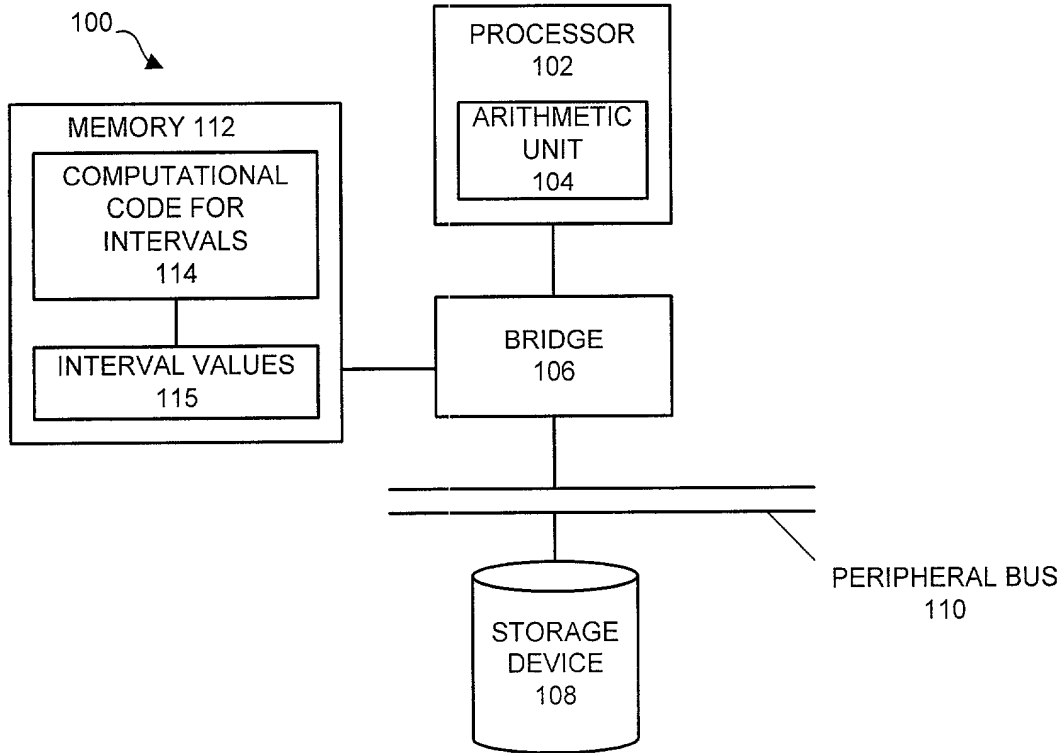 100
PROCESSOR
102
ARITHMETIC
UNIT
104
MEMORY 112
COMPUTATIONAL
CODE FOR
INTERVALS
114
INTERVAL VALUES
115
BRIDGE
106
PERIPHERAL BUS
110
STORAGE
DEVICE
108